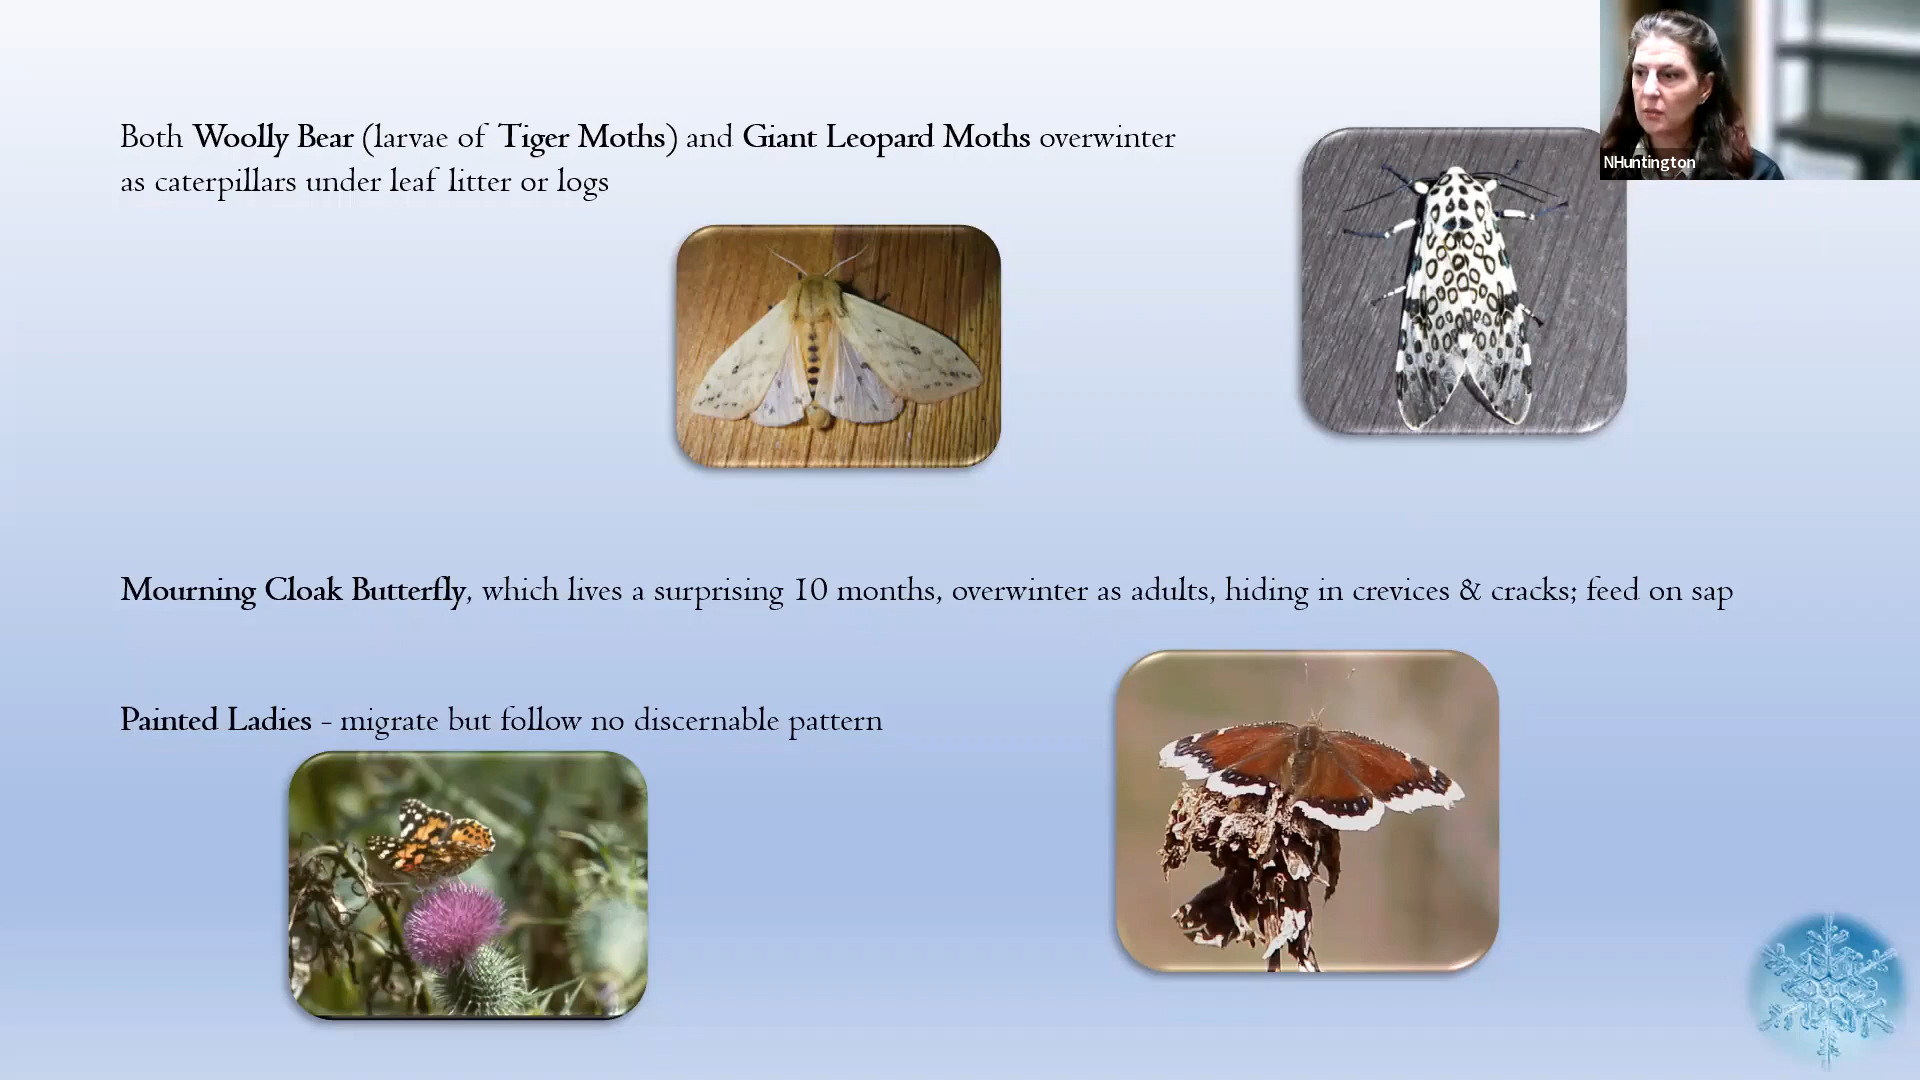 NHuntington
Both Woolly Bear (larvae of Tiger Moths) and Giant Leopard Moths overwinter
as caterpillars under leaf litter or logs
Mourning Cloak Butterfly, which lives a surprising 10 months, overwinter as adults, hiding in crevices & cracks; feed on sap
Painted Ladies - migrate but follow no discernable pattern